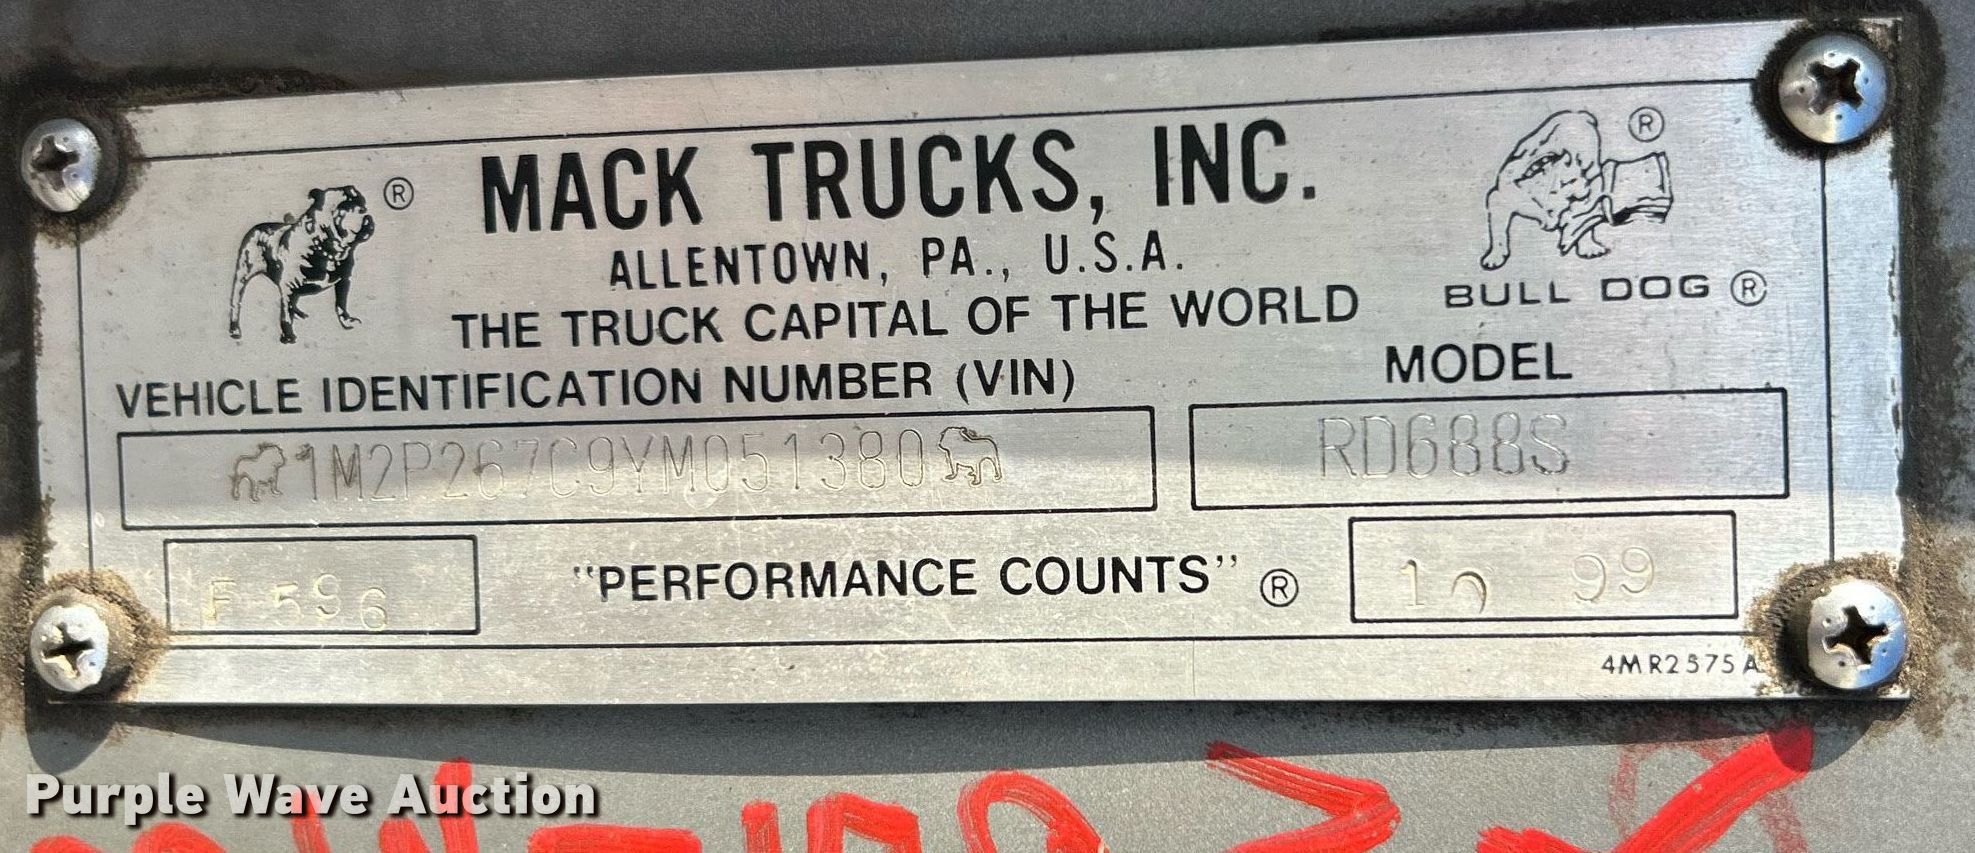 ® MACK TRUCKS, INC. ®
ALLENTOWN, PA., U.S.A.
BULL DOG ®
THE TRUCK CAPITAL OF THE WORLD
VEHICLE IDENTIFICATION NUMBER (VIN)
MODEL
1M2P267C9YM051380
RD688S
F 596
"PERFORMANCE COUNTS" ®
10 99
4MR2575A
Purple Wave Auction